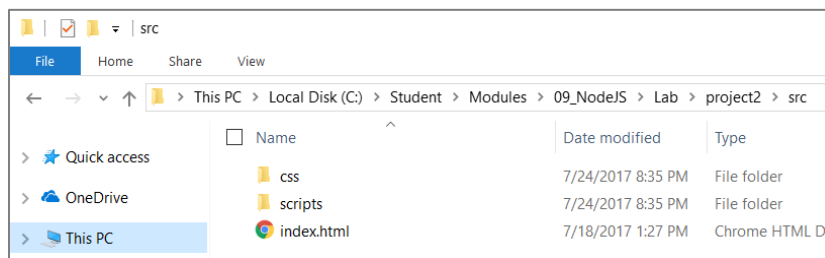 src
File Home Share View
This PC > Local Disk (C:) > Student > Modules > 09_NodeJS > Lab > project2 > src
Name Date modified Type
Quick access
css 7/24/2017 8:35 PM File folder
OneDrive
scripts 7/24/2017 8:35 PM File folder
This PC
index.html 7/18/2017 1:27 PM Chrome HTML D